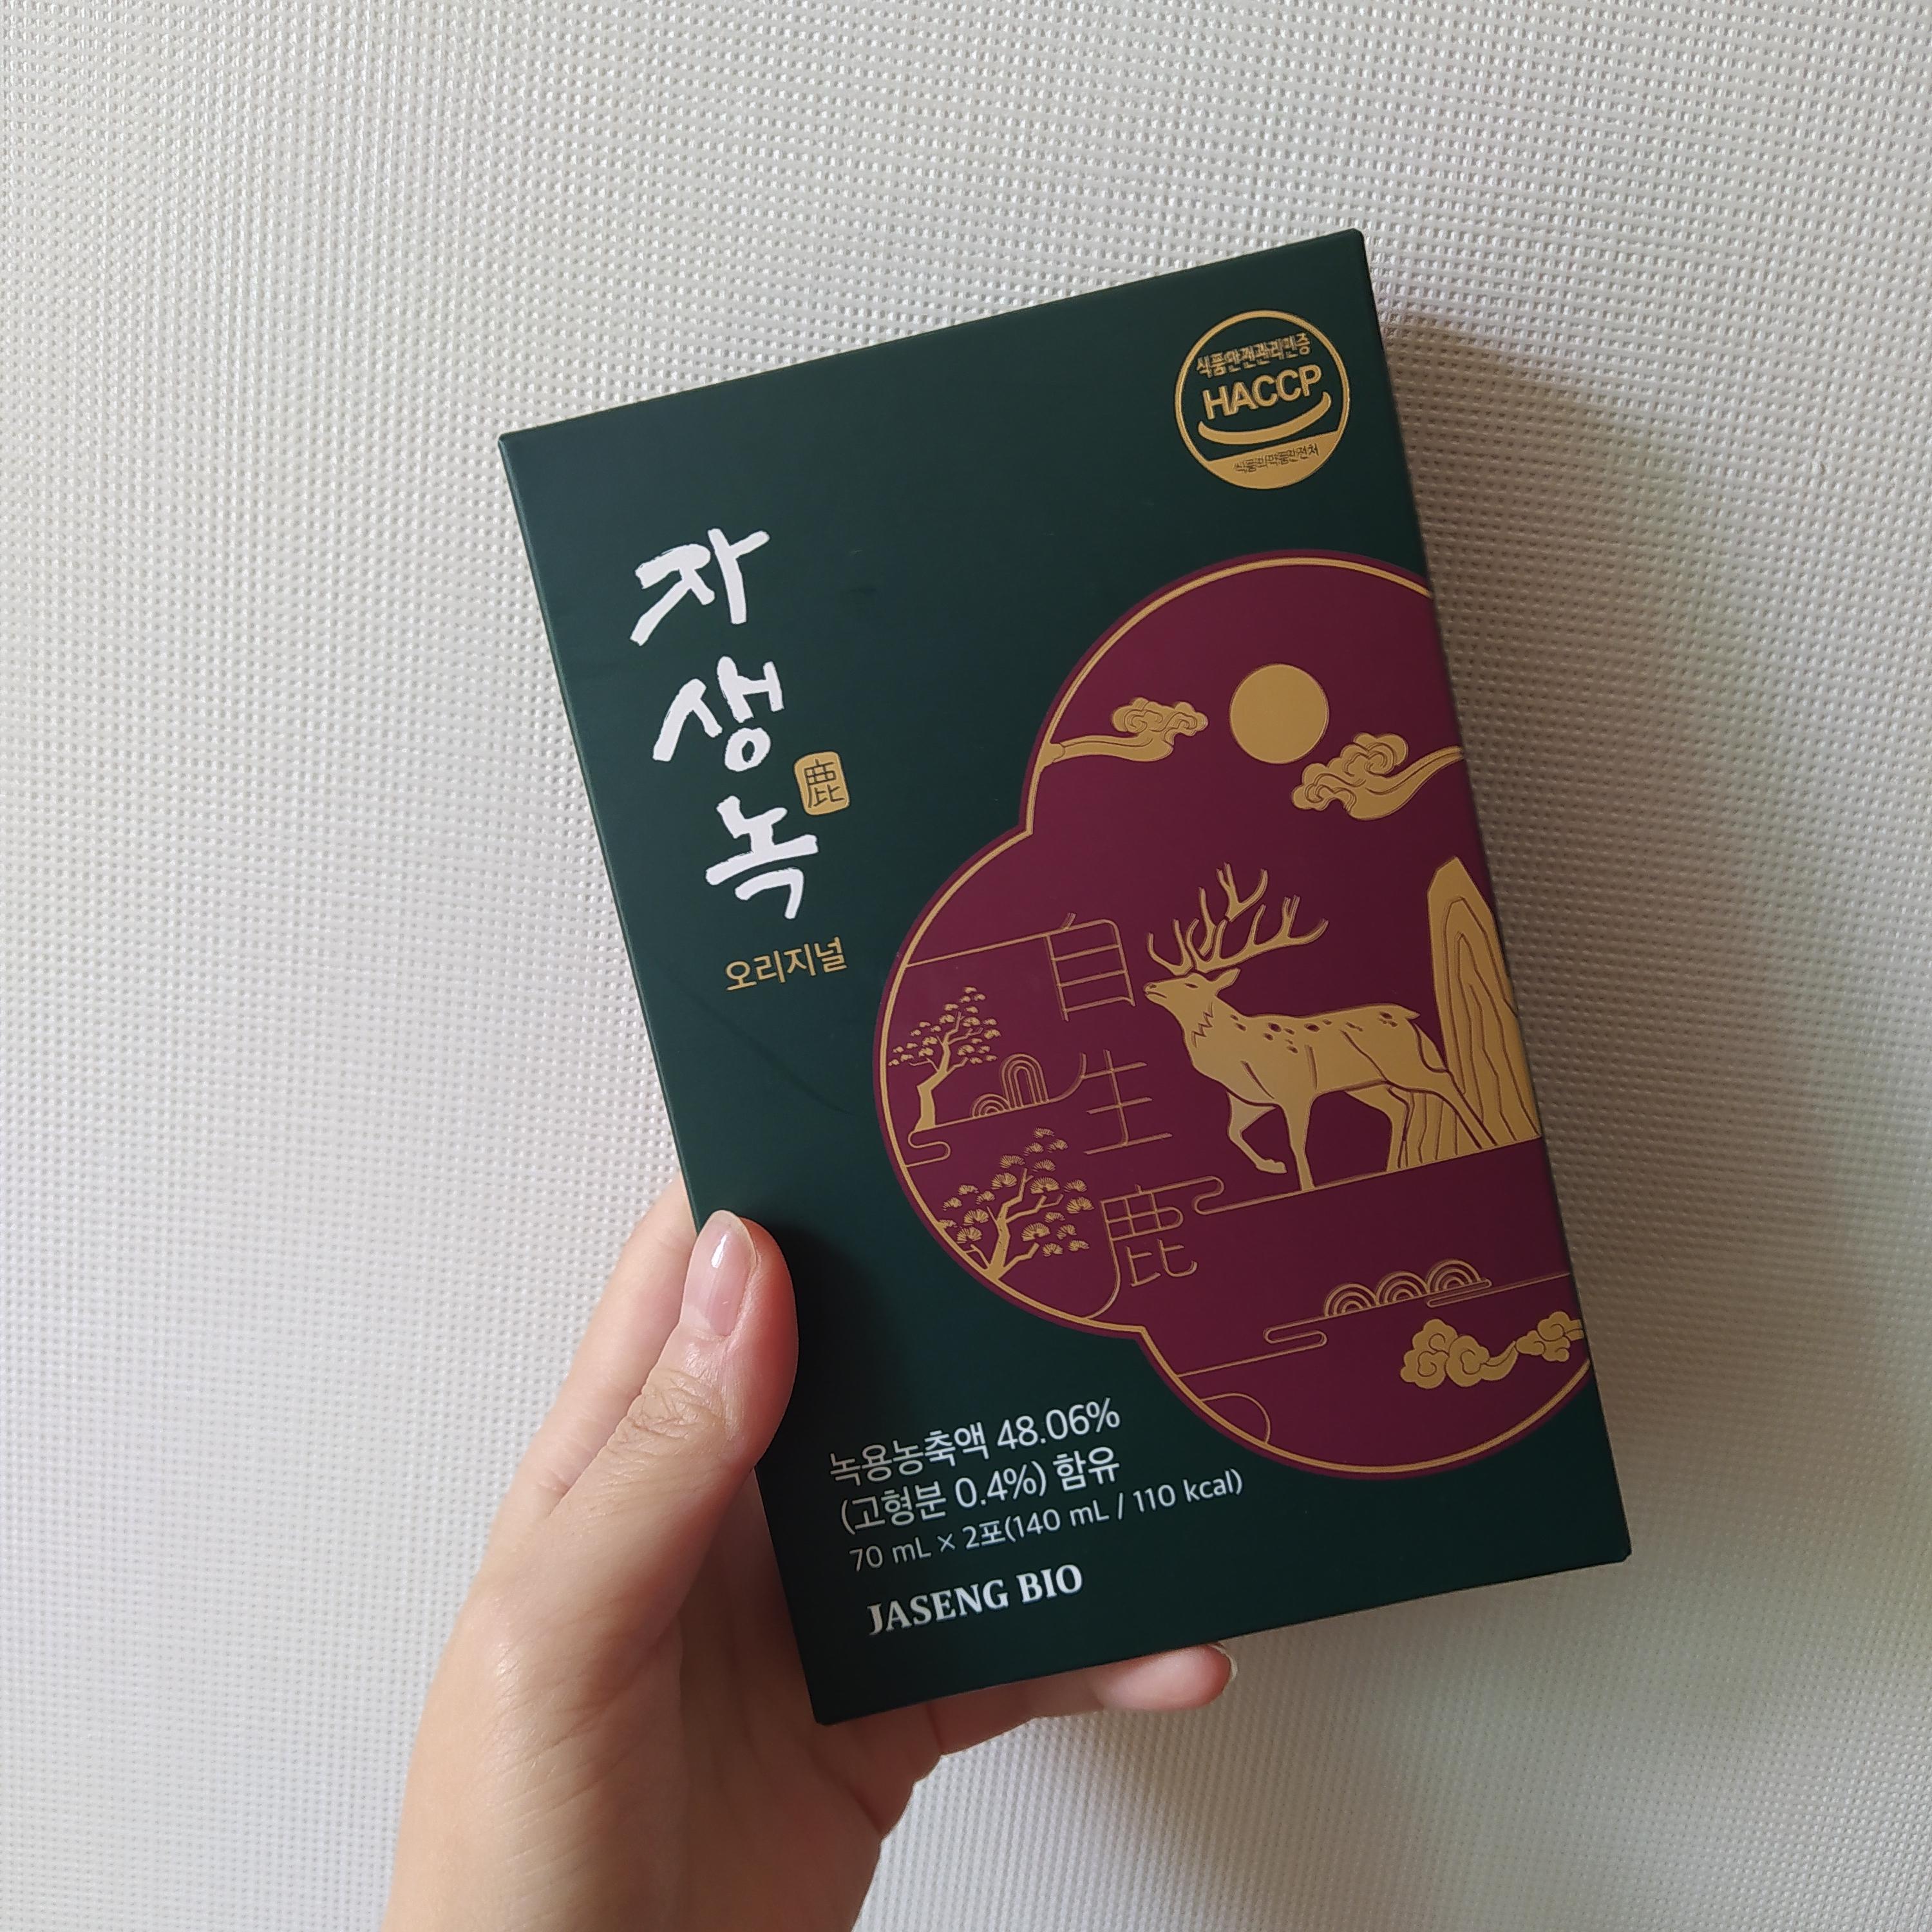 식품안전관리인증
HACCP
식품의약품안전처
자생녹
鹿
오리지널
自生鹿
녹용농축액 48.06%
(고형분 0.4%) 함유
70 mL × 2포(140 mL / 110 kcal)
JASENG BIO